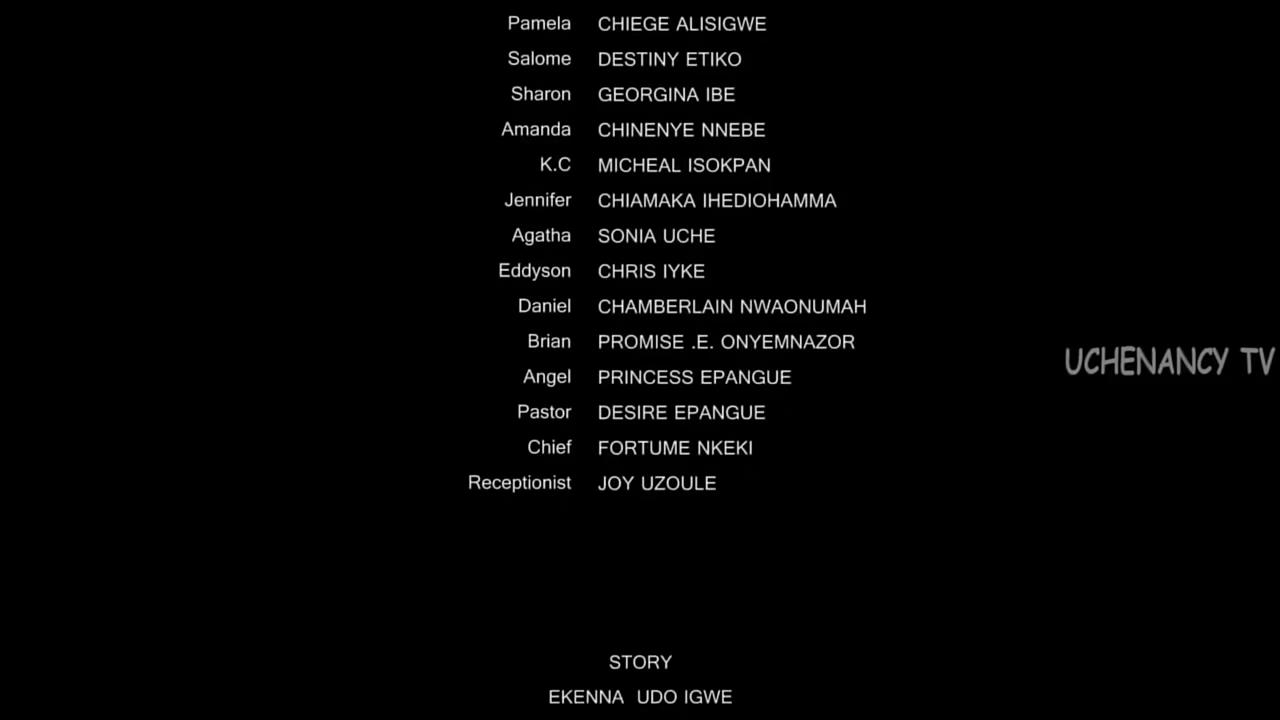 Pamela CHIEGE ALISIGWE
Salome DESTINY ETIKO
Sharon GEORGINA IBE
Amanda CHINENYE NNEBE
K.C MICHEAL ISOKPAN
Jennifer CHIAMAKA IHEDIOHAMMA
Agatha SONIA UCHE
Eddyson CHRIS IYKE
Daniel CHAMBERLAIN NWAONUMAH
Brian PROMISE .E. ONYEMNAZOR
Angel PRINCESS EPANGUE
Pastor DESIRE EPANGUE
Chief FORTUME NKEKI
Receptionist JOY UZOULE
UCHENANCY TV
STORY
EKENNA UDO IGWE